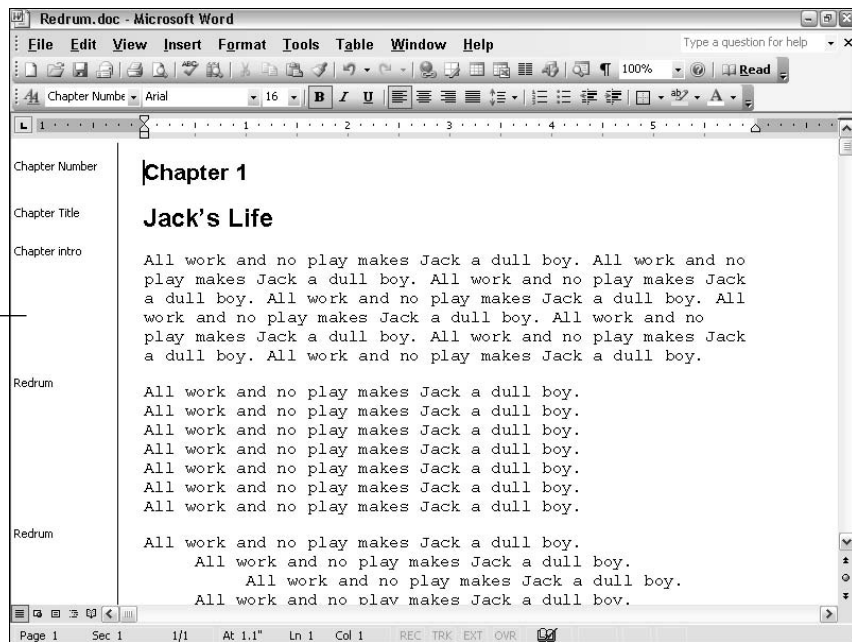 Redrum.doc - Microsoft Word
File Edit View Insert Format Tools Table Window Help Type a question for help
100% Read
Chapter Numbe Arial 16 B I U
1 1 2 3 4 5
Chapter Number Chapter 1
Chapter Title Jack's Life
Chapter intro All work and no play makes Jack a dull boy. All work and no
play makes Jack a dull boy. All work and no play makes Jack
a dull boy. All work and no play makes Jack a dull boy. All
work and no play makes Jack a dull boy. All work and no
play makes Jack a dull boy. All work and no play makes Jack
a dull boy. All work and no play makes Jack a dull boy.
Redrum All work and no play makes Jack a dull boy.
All work and no play makes Jack a dull boy.
All work and no play makes Jack a dull boy.
All work and no play makes Jack a dull boy.
All work and no play makes Jack a dull boy.
All work and no play makes Jack a dull boy.
All work and no play makes Jack a dull boy.
Redrum All work and no play makes Jack a dull boy.
All work and no play makes Jack a dull boy.
All work and no play makes Jack a dull boy.
All work and no play makes Jack a dull boy.
Page 1 Sec 1 1/1 At 1.1" Ln 1 Col 1 REC TRK EXT OVR